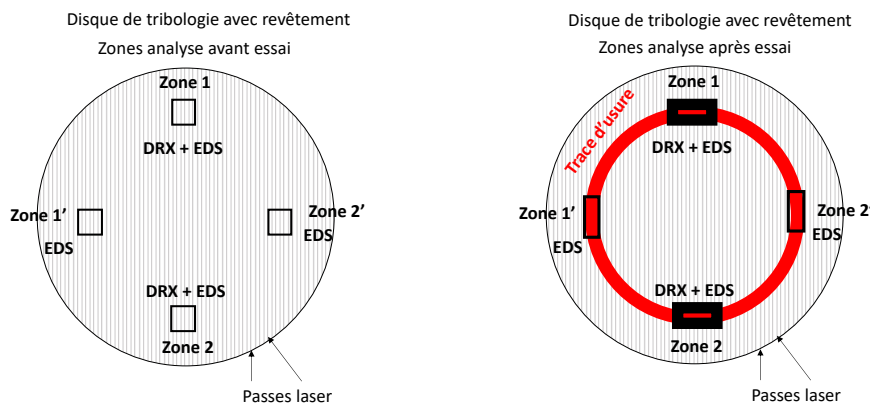 Disque de tribologie avec revêtement
Zones analyse avant essai
Zone 1
DRX + EDS
Zone 1’
EDS
Zone 2’
EDS
DRX + EDS
Zone 2
Passes laser
Disque de tribologie avec revêtement
Zones analyse après essai
Zone 1
Trace d’usure
DRX + EDS
Zone 1’
EDS
Zone 2’
EDS
DRX + EDS
Zone 2
Passes laser